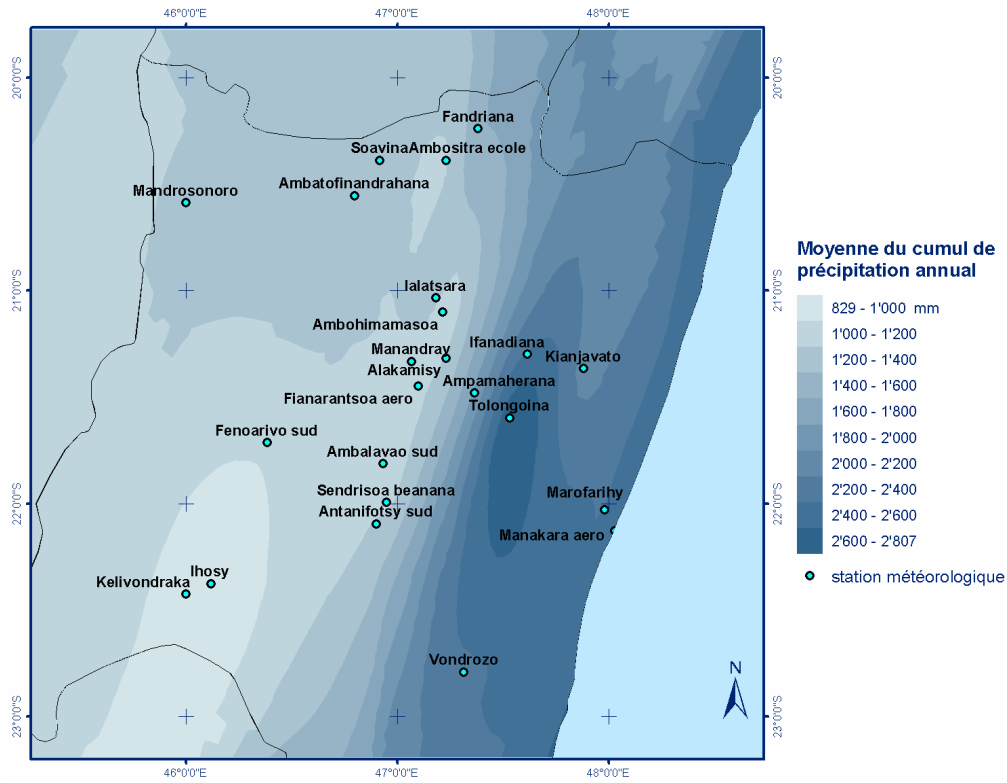 46°0'0"E 47°0'0"E 48°0'0"E
20°0'0"S 20°0'0"S
Fandriana
Soavina Ambositra ecole
Ambatofinandrahana
Mandrosonoro
21°0'0"S 21°0'0"S
Ialatsara
Ambohimamasoa
Manandray
Ifanadiana
Kianjavato
Alakamisy
Ampamaherana
Fianarantsoa aero
Tolongoina
Fenoarivo sud
Ambalavao sud
Sendrisoa beanana
Marofarihy
22°0'0"S 22°0'0"S
Antanifotsy sud
Manakara aero
Ihosy
Kelivondraka
Vondrozo
N
23°0'0"S 23°0'0"S
46°0'0"E 47°0'0"E 48°0'0"E
Moyenne du cumul de
précipitation annual
829 - 1'000 mm
1'000 - 1'200
1'200 - 1'400
1'400 - 1'600
1'600 - 1'800
1'800 - 2'000
2'000 - 2'200
2'200 - 2'400
2'400 - 2'600
2'600 - 2'807
station météorologique